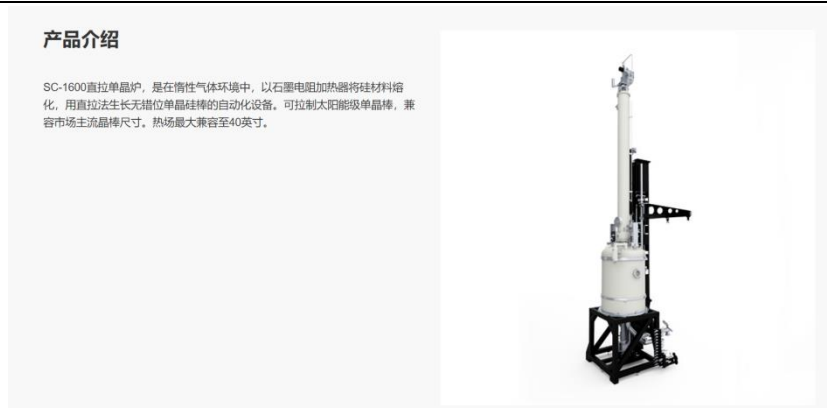 产品介绍
SC-1600直拉单晶炉，是在惰性气体环境中，以石墨电阻加热器将硅材料熔
化，用直拉法生长无错位单晶硅棒的自动化设备。可拉制太阳能级单晶棒，兼
容市场主流晶棒尺寸。热场最大兼容至40英寸。